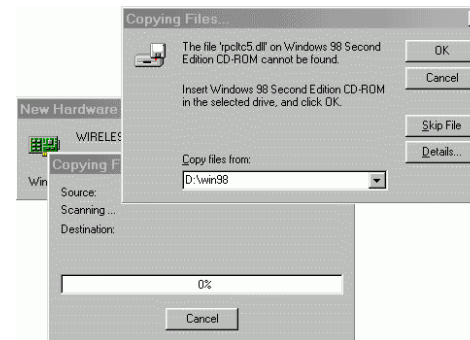 Copying Files...
The file 'rpcltc5.dll' on Windows 98 Second
Edition CD-ROM cannot be found.
Insert Windows 98 Second Edition CD-ROM
in the selected drive, and click OK.
Copy files from:
D:\win98
OK
Cancel
Skip File
Details...
New Hardware
WIRELES
Win
Copying F
Source:
Scanning ...
Destination:
0%
Cancel